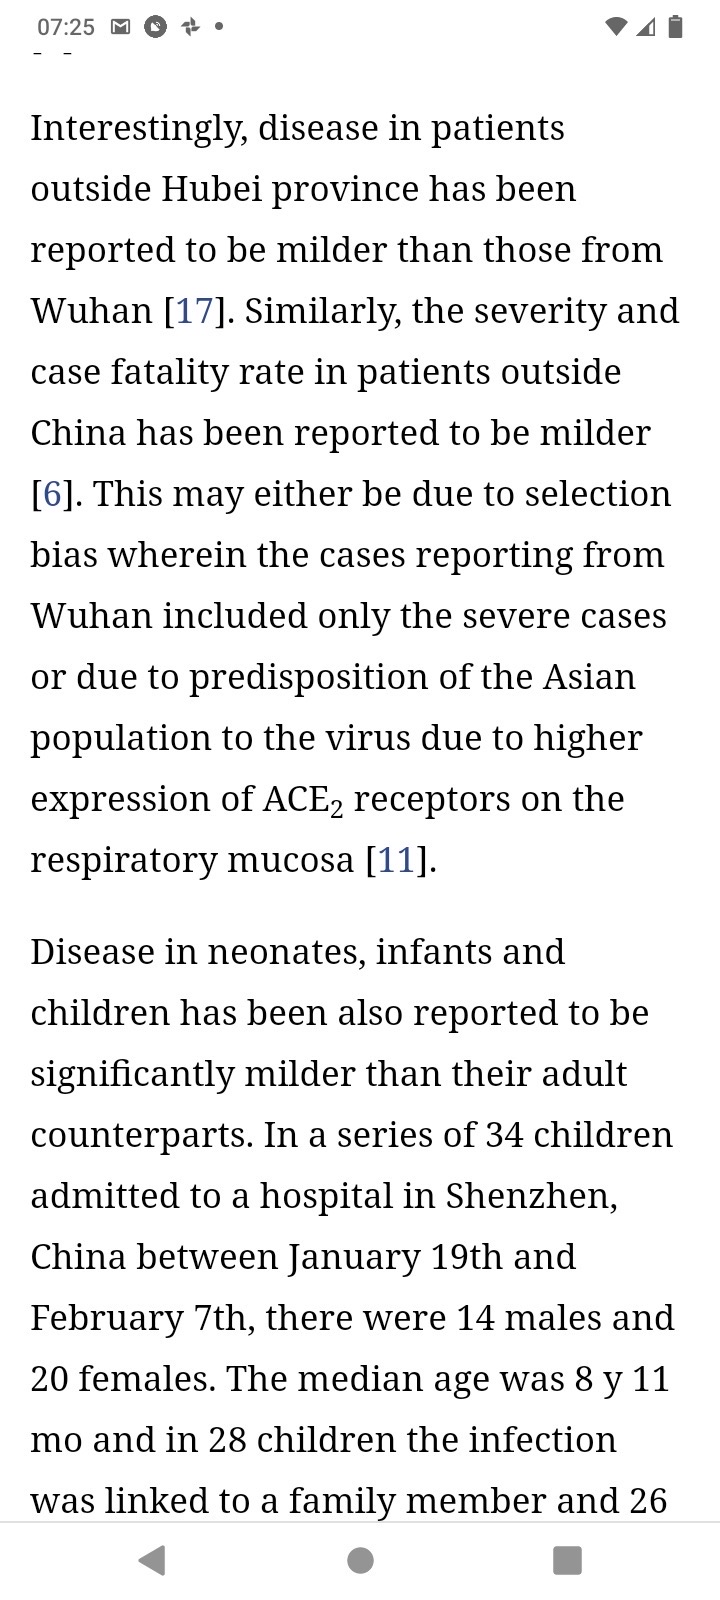 07:25
Interestingly, disease in patients
outside Hubei province has been
reported to be milder than those from
Wuhan [17]. Similarly, the severity and
case fatality rate in patients outside
China has been reported to be milder
[6]. This may either be due to selection
bias wherein the cases reporting from
Wuhan included only the severe cases
or due to predisposition of the Asian
population to the virus due to higher
expression of ACE₂ receptors on the
respiratory mucosa [11].
Disease in neonates, infants and
children has been also reported to be
significantly milder than their adult
counterparts. In a series of 34 children
admitted to a hospital in Shenzhen,
China between January 19th and
February 7th, there were 14 males and
20 females. The median age was 8 y 11
mo and in 28 children the infection
was linked to a family member and 26